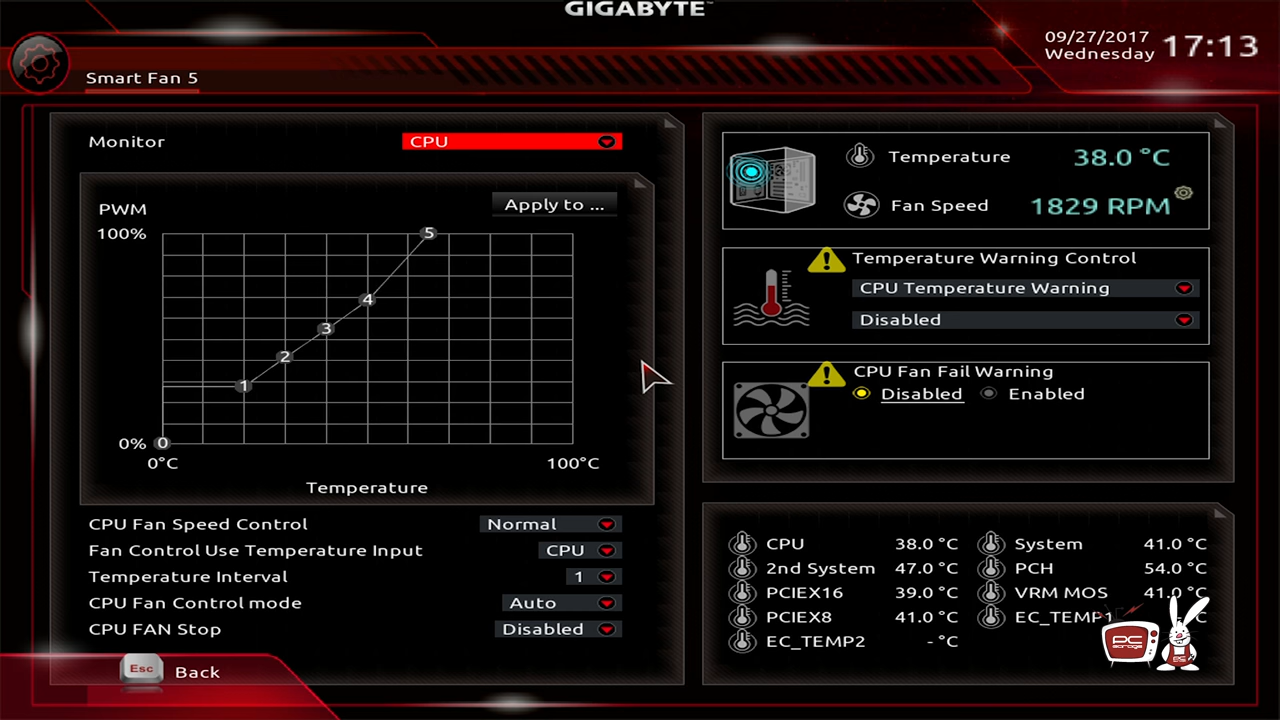 GIGABYTE™
09/27/2017
Wednesday 17:13
Smart Fan 5
Monitor CPU
PWM
Apply to ...
100%
5
4
3
2
1
0% 0
0°C 100°C
Temperature
CPU Fan Speed Control Normal
Fan Control Use Temperature Input CPU
Temperature Interval 1
CPU Fan Control mode Auto
CPU FAN Stop Disabled
Esc Back
Temperature 38.0 °C
Fan Speed 1829 RPM
Temperature Warning Control
CPU Temperature Warning
Disabled
CPU Fan Fail Warning
Disabled Enabled
CPU 38.0 °C System 41.0 °C
2nd System 47.0 °C PCH 54.0 °C
PCIEX16 39.0 °C VRM MOS 41.0 °C
PCIEX8 41.0 °C EC_TEMP1 °C
EC_TEMP2 - °C
PC
garage